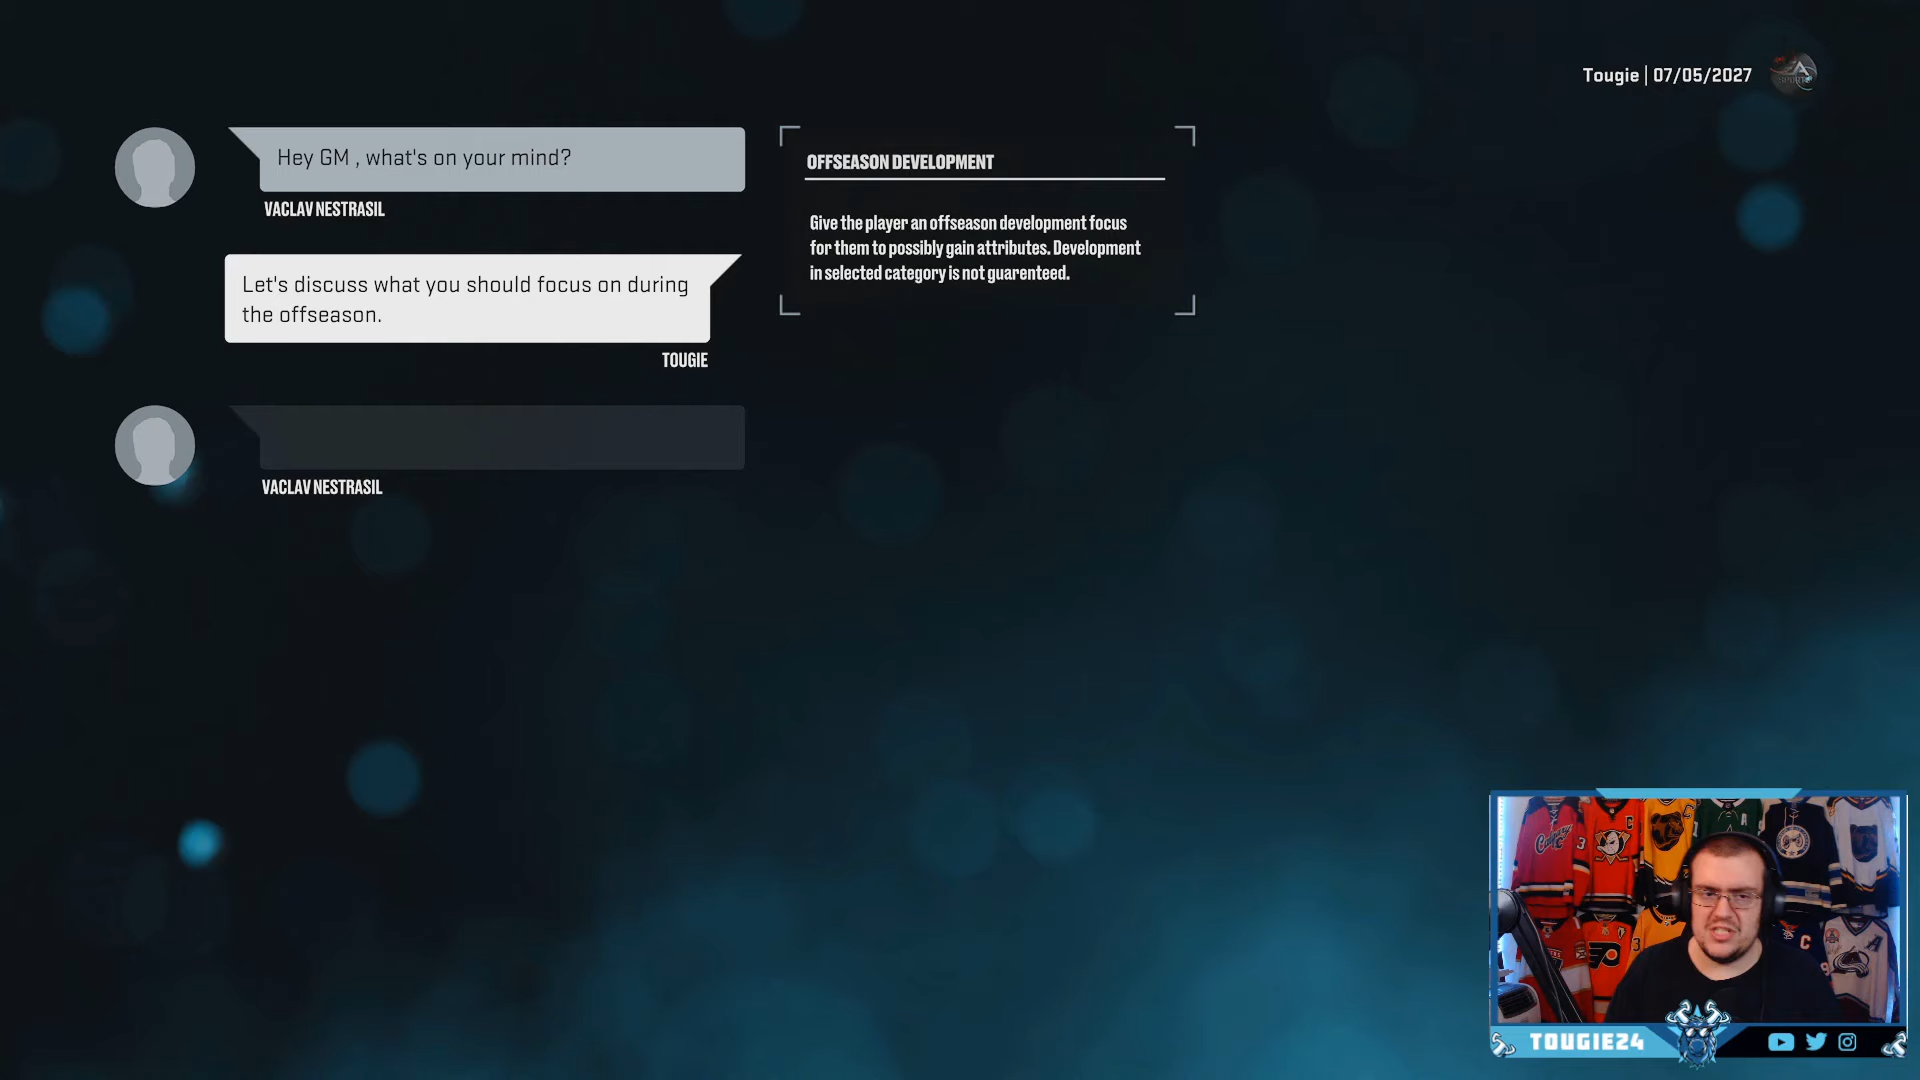 Tougie | 07/05/2027
Hey GM , what's on your mind?
VACLAV NESTRASIL
Let's discuss what you should focus on during
the offseason.
TOUGIE
VACLAV NESTRASIL
OFFSEASON DEVELOPMENT
Give the player an offseason development focus
for them to possibly gain attributes. Development
in selected category is not guarenteed.
Calgary
TOUGIE24